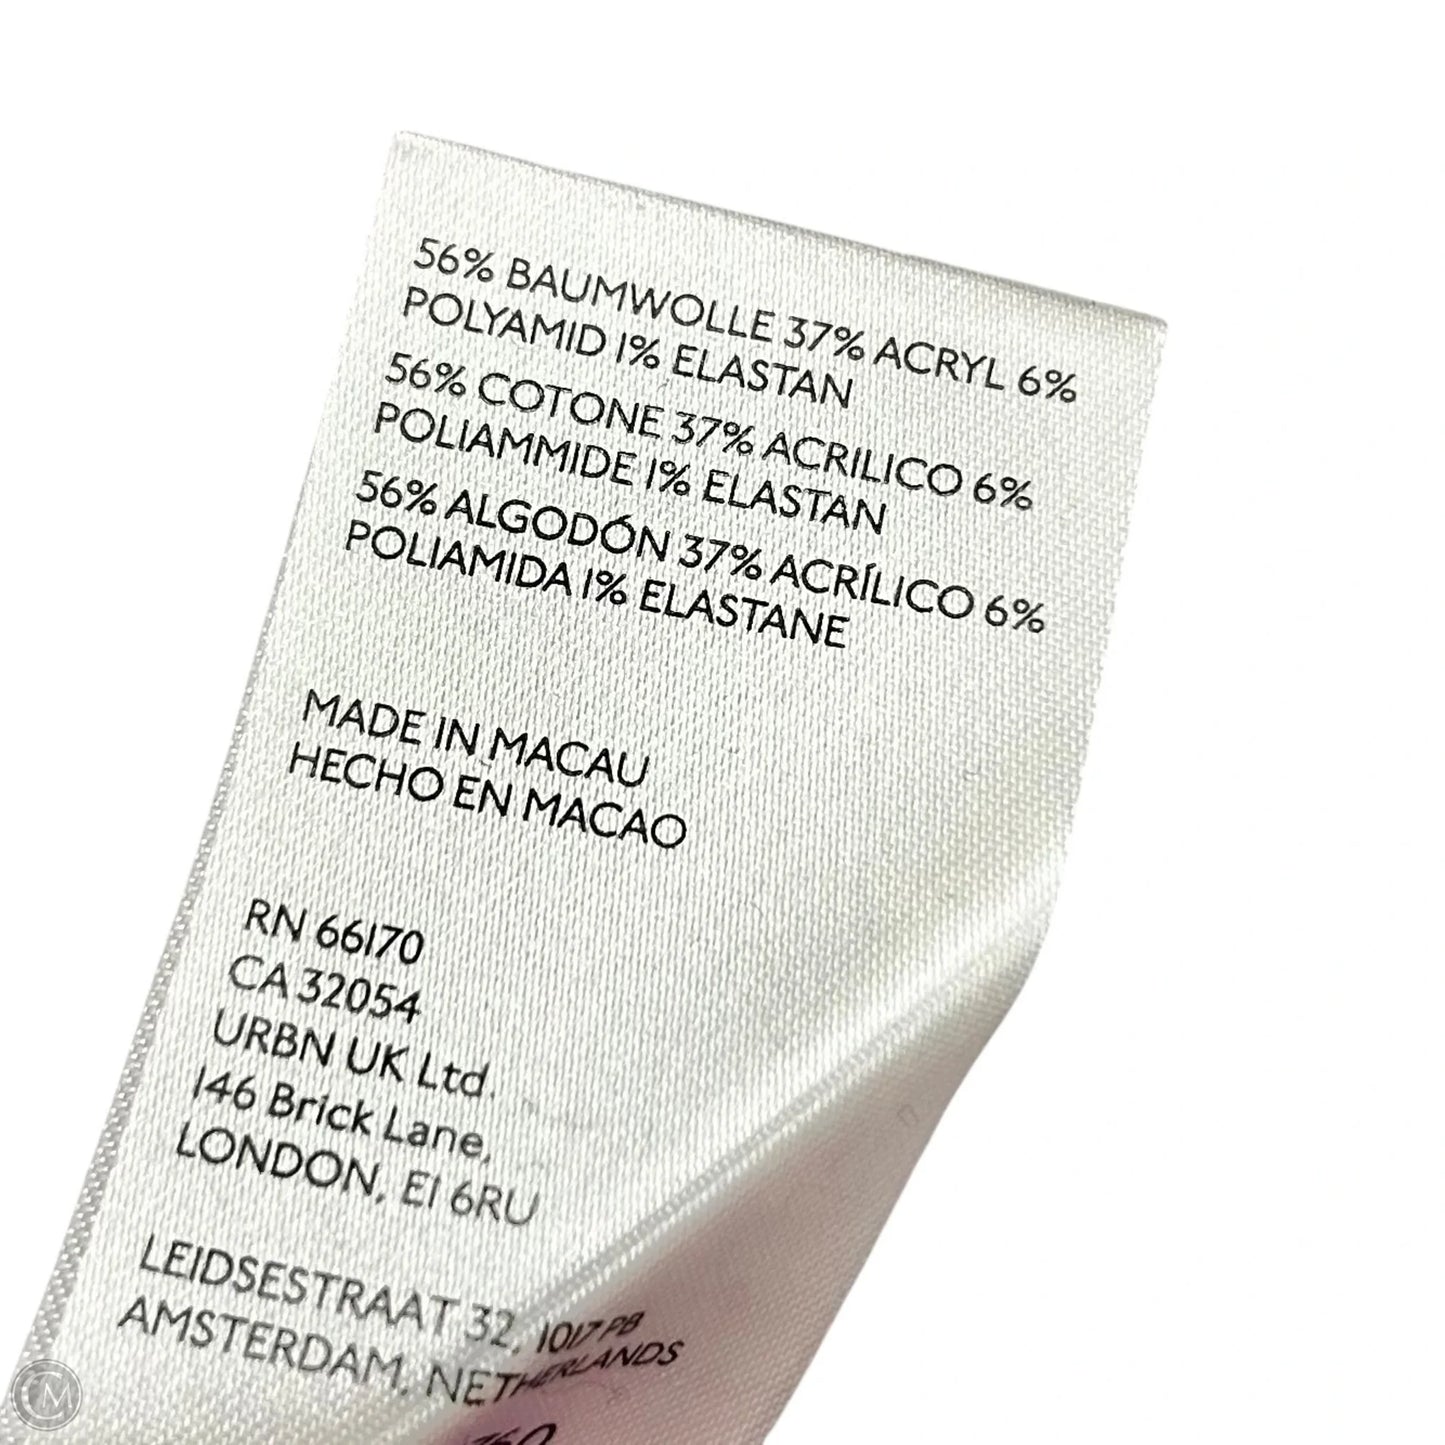 56% BAUMWOLLE 37% ACRYL 6%
POLYAMID 1% ELASTAN
56% COTONE 37% ACRILICO 6%
POLIAMMIDE 1% ELASTAN
56% ALGODÓN 37% ACRÍLICO 6%
POLIAMIDA 1% ELASTANE
MADE IN MACAU
HECHO EN MACAO
RN 66170
CA 32054
URBN UK Ltd.
146 Brick Lane,
LONDON, E1 6RU
LEIDSESTRAAT 32, 1017 PB
AMSTERDAM, NETHERLANDS
CM